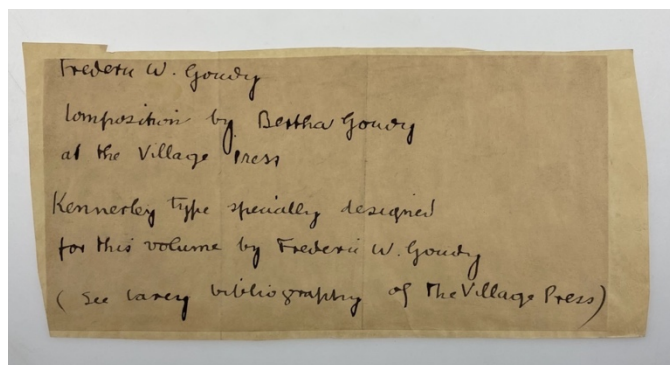 Frederic W. Goudy
Composition by Bertha Goudy
at the Village Press
Kennerley type specially designed
for this volume by Frederic W. Goudy
(See Carey bibliography of the Village Press)